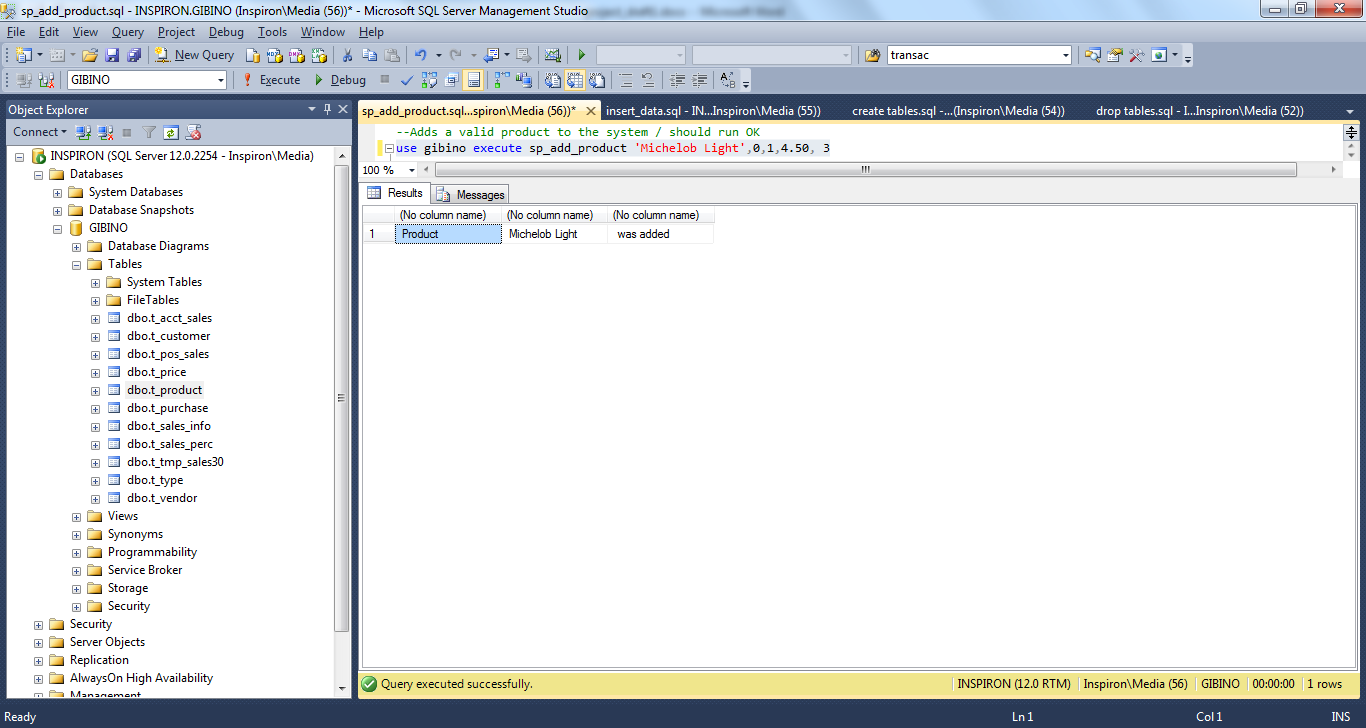 sp_add_product.sql - INSPIRON.GIBINO (Inspiron\Media (56))* - Microsoft SQL Server Management Studio
File Edit View Query Project Debug Tools Window Help
New Query transac
GIBINO Execute Debug
Object Explorer
Connect
INSPIRON (SQL Server 12.0.2254 - Inspiron\Media)
Databases
System Databases
Database Snapshots
GIBINO
Database Diagrams
Tables
System Tables
FileTables
dbo.t_acct_sales
dbo.t_customer
dbo.t_pos_sales
dbo.t_price
dbo.t_product
dbo.t_purchase
dbo.t_sales_info
dbo.t_sales_perc
dbo.t_tmp_sales30
dbo.t_type
dbo.t_vendor
Views
Synonyms
Programmability
Service Broker
Storage
Security
Security
Server Objects
Replication
AlwaysOn High Availability
Management
sp_add_product.sql...spiron\Media (56))* insert_data.sql - IN...Inspiron\Media (55)) create tables.sql -...(Inspiron\Media (54)) drop tables.sql - I...Inspiron\Media (52))
--Adds a valid product to the system / should run OK
use gibino execute sp_add_product 'Michelob Light',0,1,4.50, 3
100 %
Results Messages
(No column name) (No column name) (No column name)
1 Product Michelob Light was added
Query executed successfully. INSPIRON (12.0 RTM) Inspiron\Media (56) GIBINO 00:00:00 1 rows
Ready Ln 1 Col 1 INS